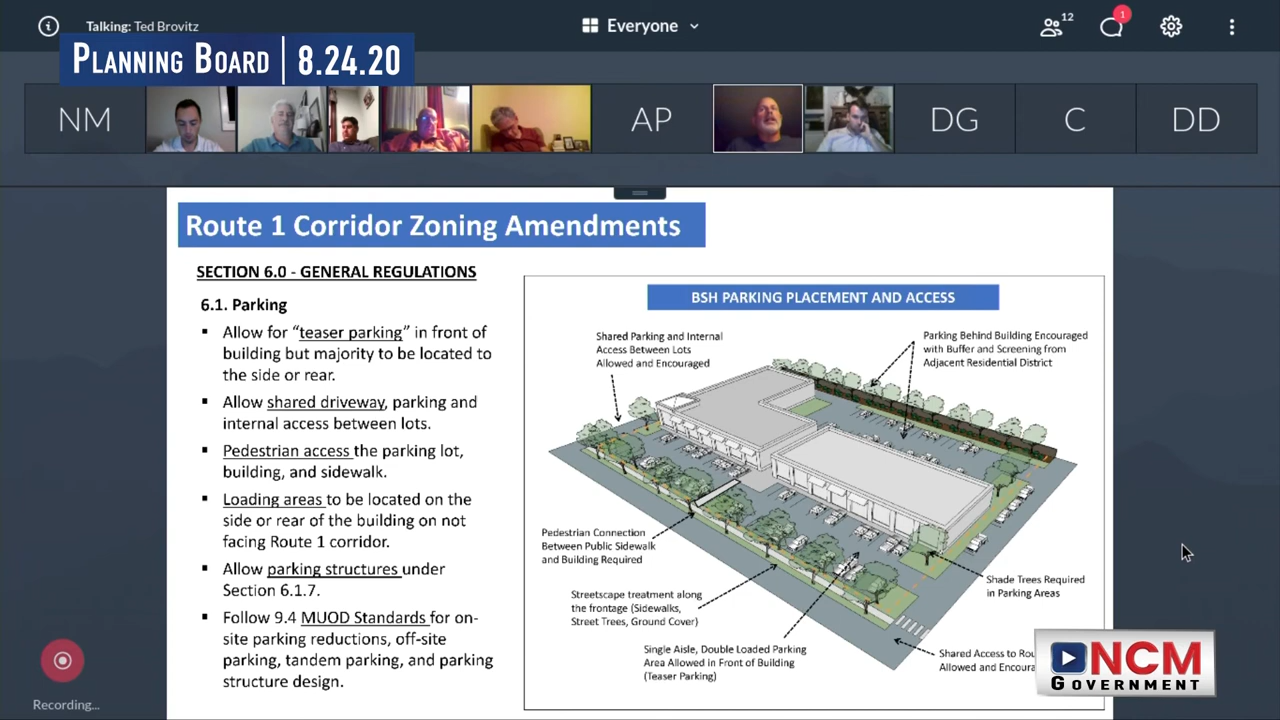 Talking: Ted Brovitz
Everyone
12
1
PLANNING BOARD 8.24.20
NM
AP
DG
C
DD
Route 1 Corridor Zoning Amendments
SECTION 6.0 - GENERAL REGULATIONS
6.1. Parking
▪ Allow for “teaser parking” in front of
building but majority to be located to
the side or rear.
▪ Allow shared driveway, parking and
internal access between lots.
▪ Pedestrian access the parking lot,
building, and sidewalk.
▪ Loading areas to be located on the
side or rear of the building on not
facing Route 1 corridor.
▪ Allow parking structures under
Section 6.1.7.
▪ Follow 9.4 MUOD Standards for on-
site parking reductions, off-site
parking, tandem parking, and parking
structure design.
BSH PARKING PLACEMENT AND ACCESS
Shared Parking and Internal
Access Between Lots
Allowed and Encouraged
Parking Behind Building Encouraged
with Buffer and Screening from
Adjacent Residential District
Pedestrian Connection
Between Public Sidewalk
and Building Required
Streetscape treatment along
the frontage (Sidewalks,
Street Trees, Ground Cover)
Single Aisle, Double Loaded Parking
Area Allowed in Front of Building
(Teaser Parking)
Shade Trees Required
in Parking Areas
Shared Access to
Allowed and
Recording...
NCM
GOVERNMENT